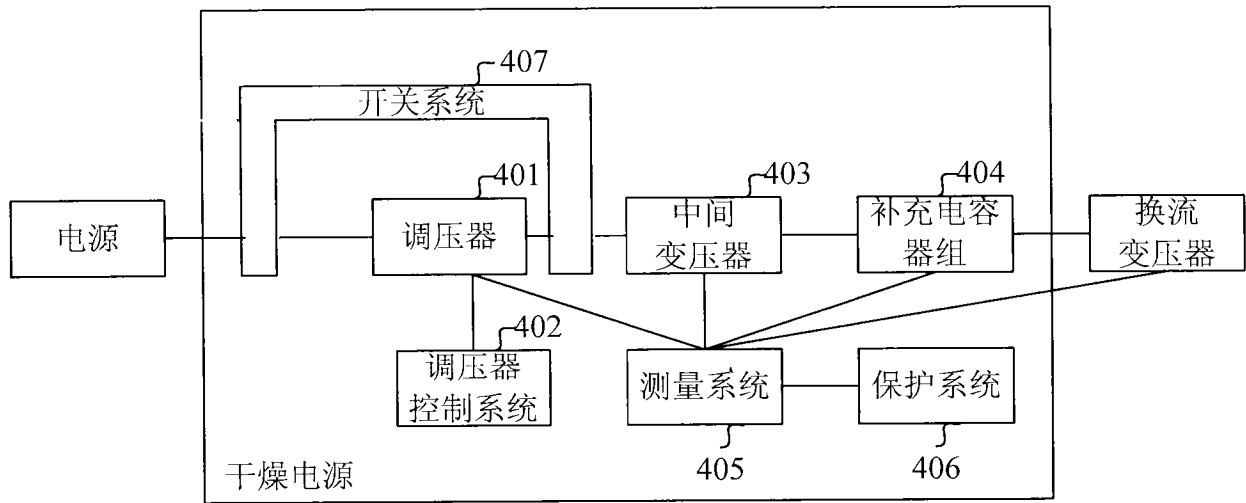 407
开关系统
401
403
404
电源
调压器
中间
变压器
补充电容
器组
换流
变压器
402
调压器
控制系统
测量系统
保护系统
405
406
干燥电源